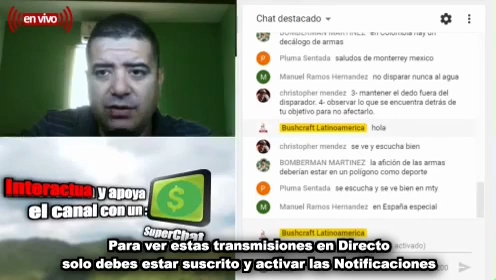 en vivo
Chat destacado
BOMBERMAN MARTINEZ en Colombia hay un
decálogo de armas
P Pluma Sentada saludos de monterrey mexico
M Manuel Ramos Hernandez no disparar nunca al agua
christopher mendez 3- mantener el dedo fuera del
disparador. 4- observar lo que se encuentra detrás de
tu objetivo para no afectarlo.
Bushcraft Latinoamerica hola
christopher mendez se ve y escucha bien
BOMBERMAN MARTINEZ la afición de las armas
deberían estar en un polígono como deporte
P Pluma Sentada se escucha y se ve bien en mty
M Manuel Ramos Hernandez en España especial
Bushcraft Latinoamerica
Interactua y apoya
el canal con un:
$
SuperChat
Para ver estas transmisiones en Directo
solo debes estar suscrito y activar las Notificaciones